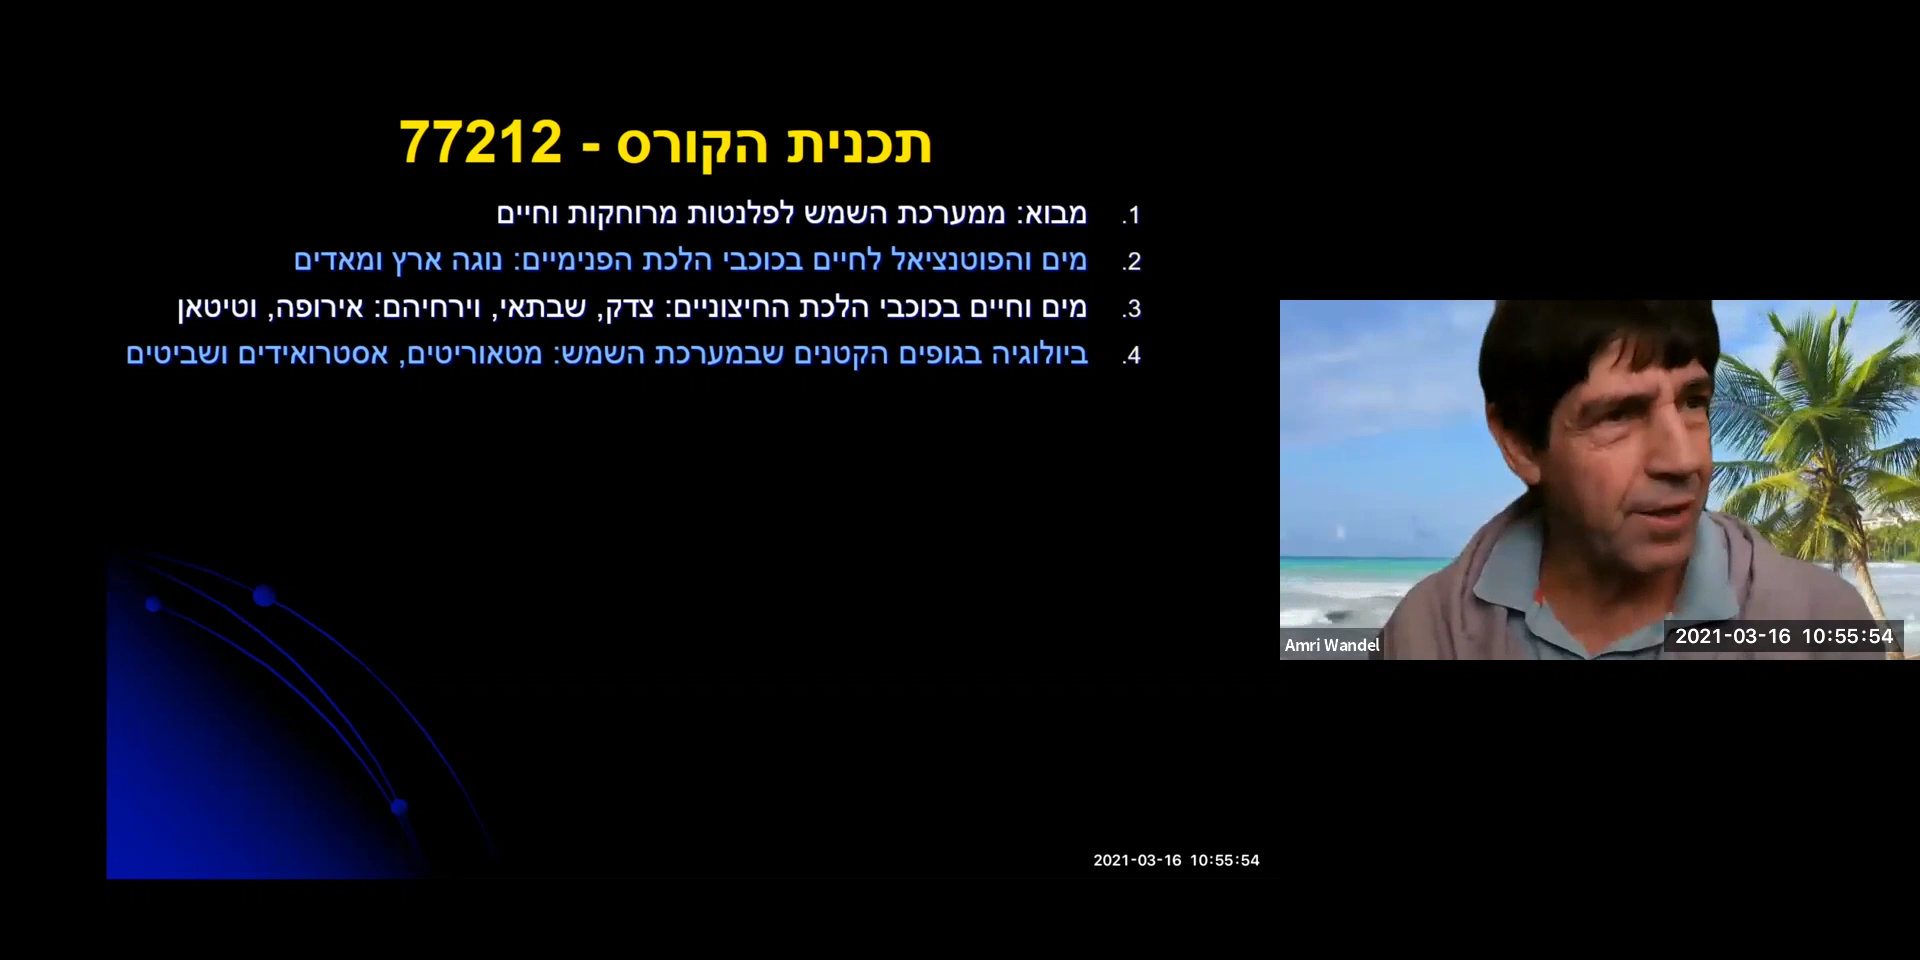 תכנית הקורס - 77212
1. מבוא: ממערכת השמש לפלנטות מרוחקות וחיים
2. מים והפוטנציאל לחיים בכוכבי הלכת הפנימיים: נוגה ארץ ומאדים
3. מים וחיים בכוכבי הלכת החיצוניים: צדק, שבתאי, וירחיהם: אירופה, וטיטאן
4. ביולוגיה בגופים הקטנים שבמערכת השמש: מטאוריטים, אסטרואידים ושביטים
Amri Wandel
2021-03-16 10:55:54
2021-03-16 10:55:54